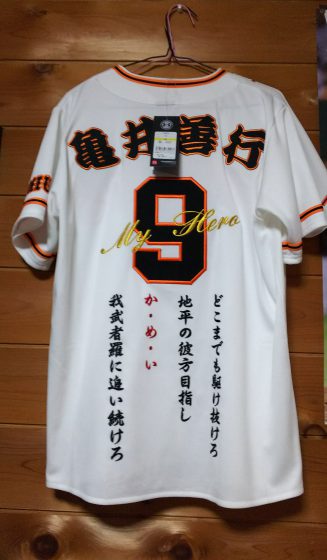 亀井善行
9
My Hero
どこまでも駆け抜けろ
地平の彼方目指し
か・め・い
我武者羅に追い続けろ